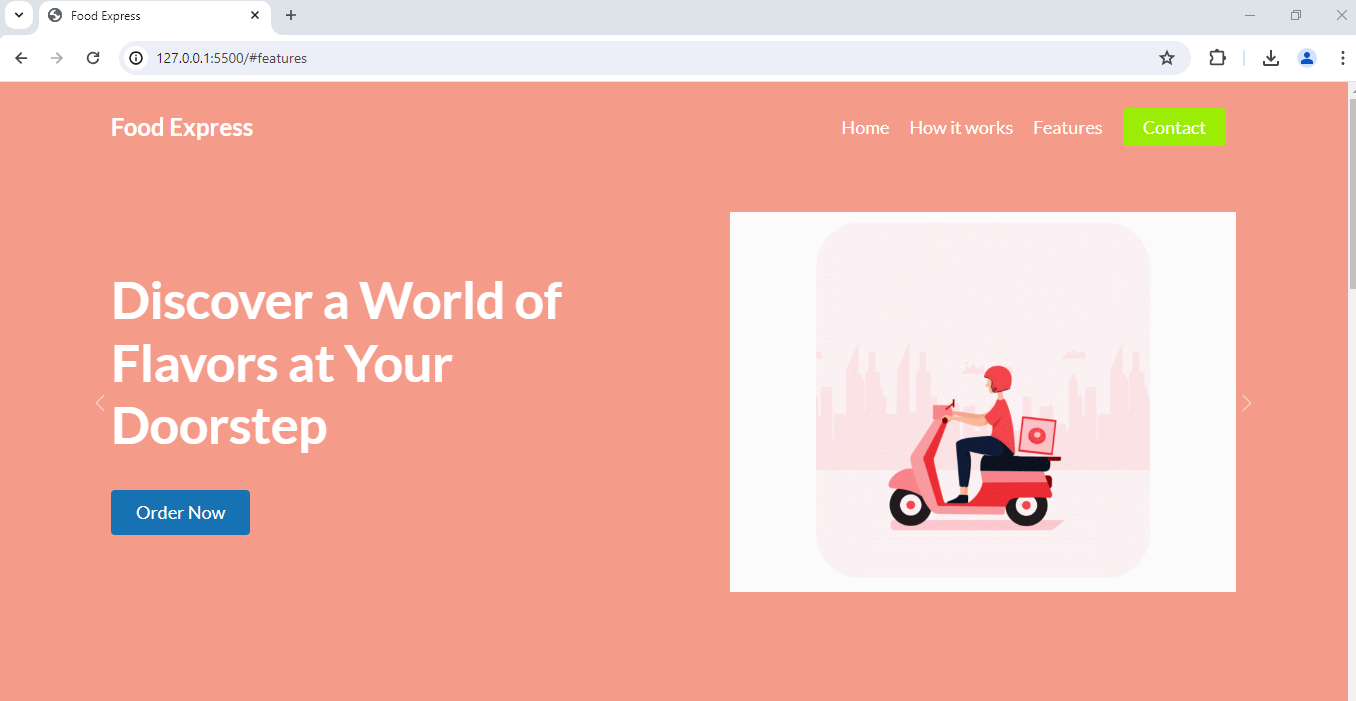 Food Express
127.0.0.1:5500/#features
Food Express
Home How it works Features Contact
Discover a World of
Flavors at Your
Doorstep
Order Now